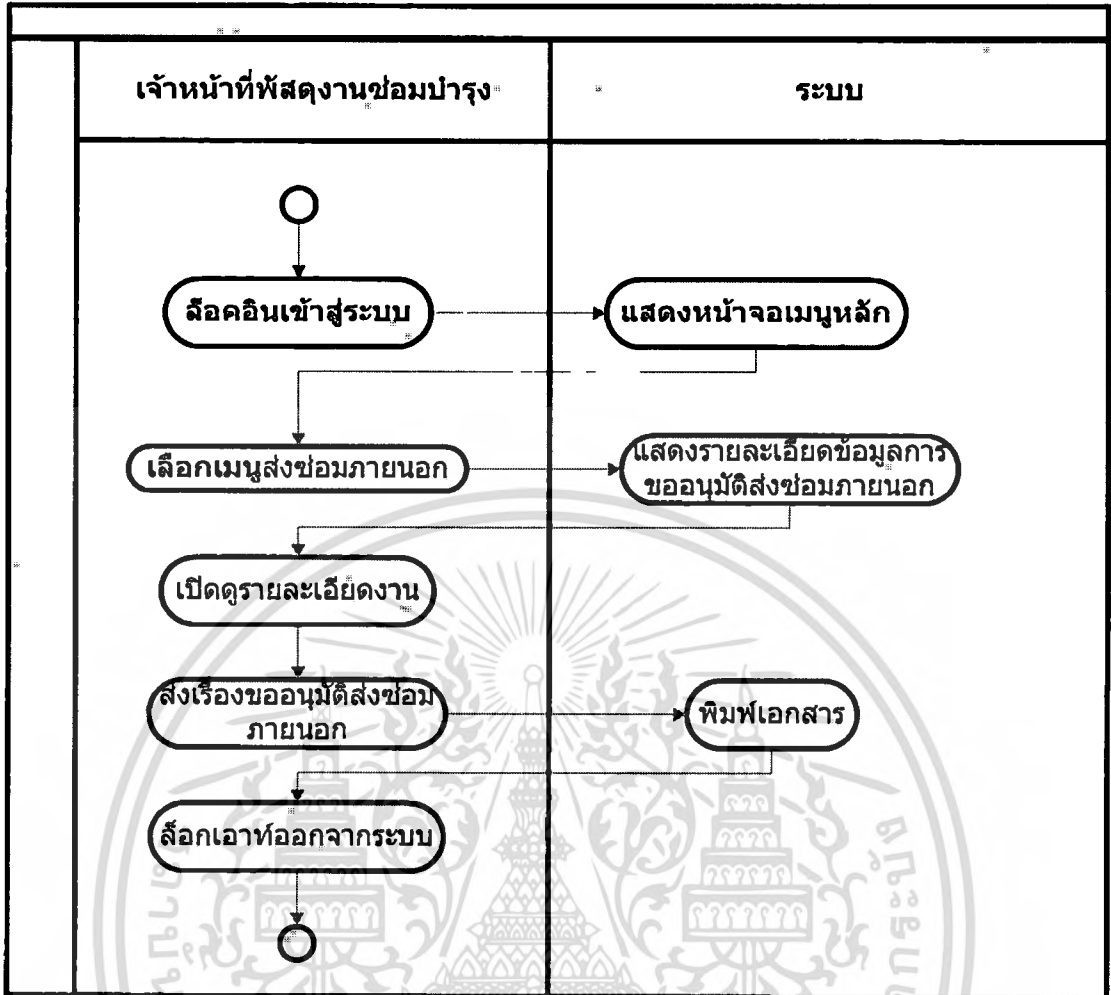 เจ้าหน้าที่พัสดุงานซ่อมบำรุง
ระบบ
ล๊อคอินเข้าสู่ระบบ
แสดงหน้าจอเมนูหลัก
เลือกเมนูส่งซ่อมภายนอก
แสดงรายละเอียดข้อมูลการ
ขออนุมัติส่งซ่อมภายนอก
เปิดดูรายละเอียดงาน
ส่งเรื่องขออนุมัติส่งซ่อม
ภายนอก
พิมพ์เอกสาร
ล็อกเอาท์ออกจากระบบ